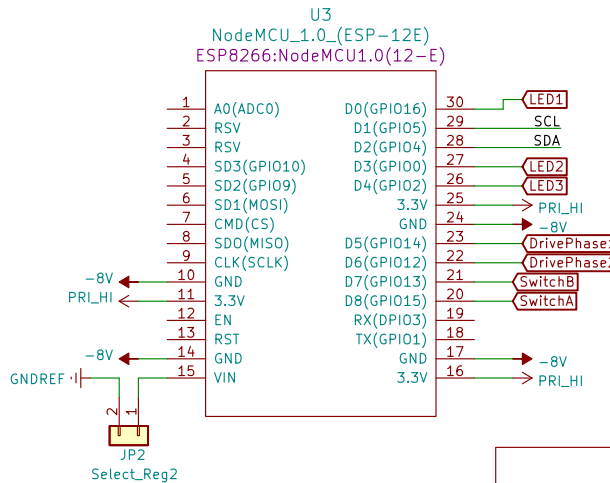 U3
NodeMCU_1.0_(ESP-12E)
ESP8266:NodeMCU1.0(12-E)
1 A0(ADC0) D0(GPIO16) 30 LED1
2 RSV D1(GPIO5) 29 SCL
3 RSV D2(GPIO4) 28 SDA
4 SD3(GPIO10) D3(GPIO0) 27 LED2
5 SD2(GPIO9) D4(GPIO2) 26 LED3
6 SD1(MOSI) 3.3V 25 PRI_HI
7 CMD(CS) GND 24 -8V
8 SDO(MISO) D5(GPIO14) 23 DrivePhase1
9 CLK(SCLK) D6(GPIO12) 22 DrivePhase2
-8V 10 GND D7(GPIO13) 21 SwitchB
PRI_HI 11 3.3V D8(GPIO15) 20 SwitchA
12 EN RX(DPIO3) 19
13 RST TX(GPIO1) 18
-8V 14 GND GND 17 -8V
GNDREF 15 VIN 3.3V 16 PRI_HI
2 1
JP2
Select_Reg2